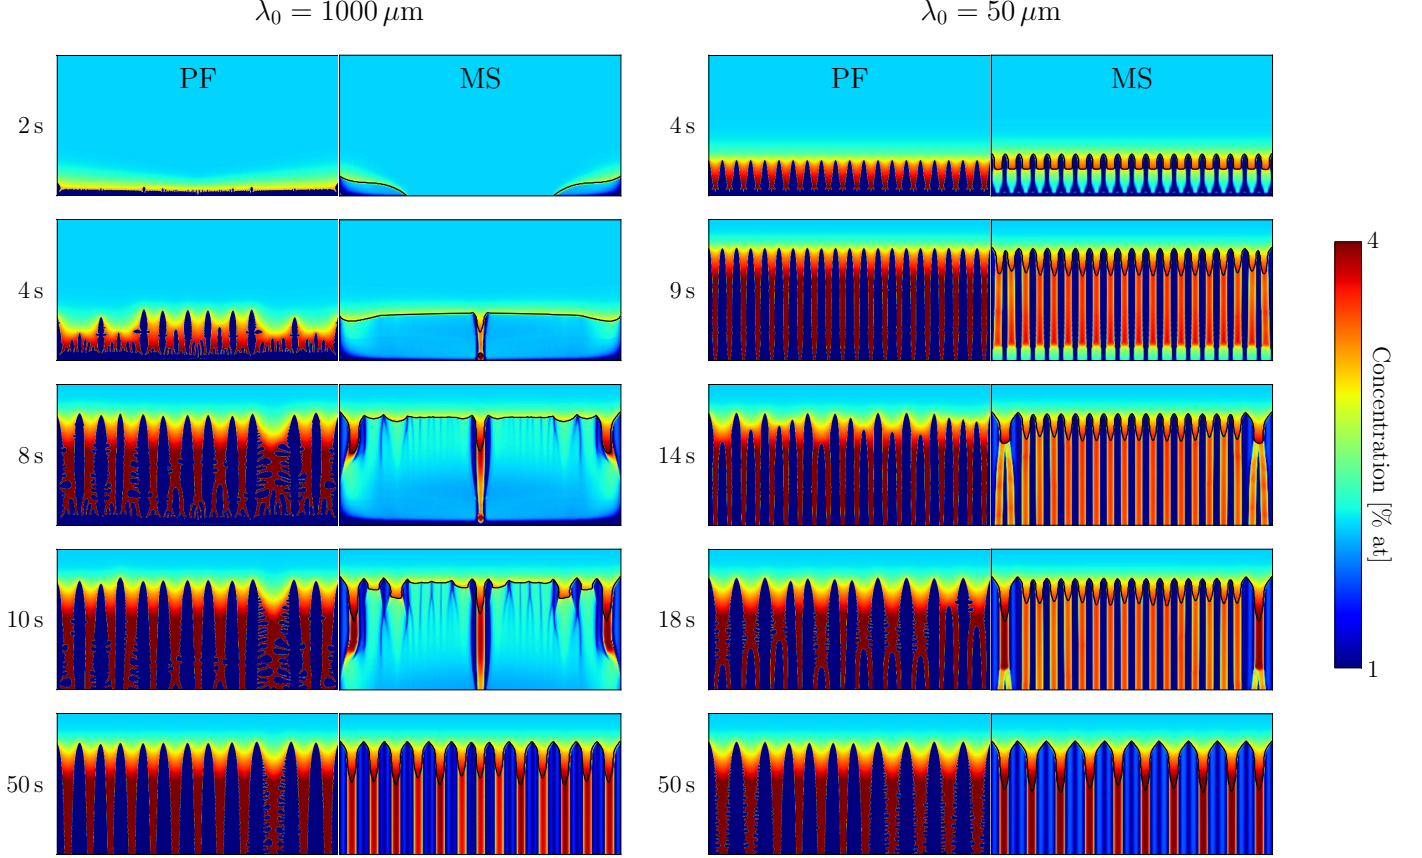 λ₀ = 1000 μm
λ₀ = 50 μm
PF
MS
PF
MS
2 s
4 s
8 s
10 s
50 s
4 s
9 s
14 s
18 s
50 s
4
Concentration [% at]
1